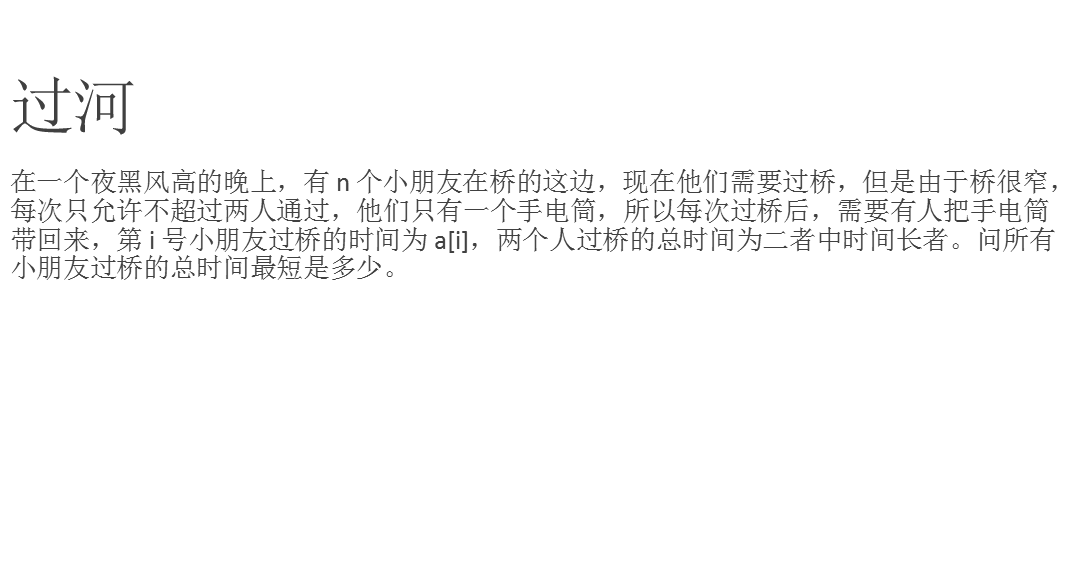 过河
在一个夜黑风高的晚上，有 n 个小朋友在桥的这边，现在他们需要过桥，但是由于桥很窄，
每次只允许不超过两人通过，他们只有一个手电筒，所以每次过桥后，需要有人把手电筒
带回来，第 i 号小朋友过桥的时间为 a[i]，两个人过桥的总时间为二者中时间长者。问所有
小朋友过桥的总时间最短是多少。